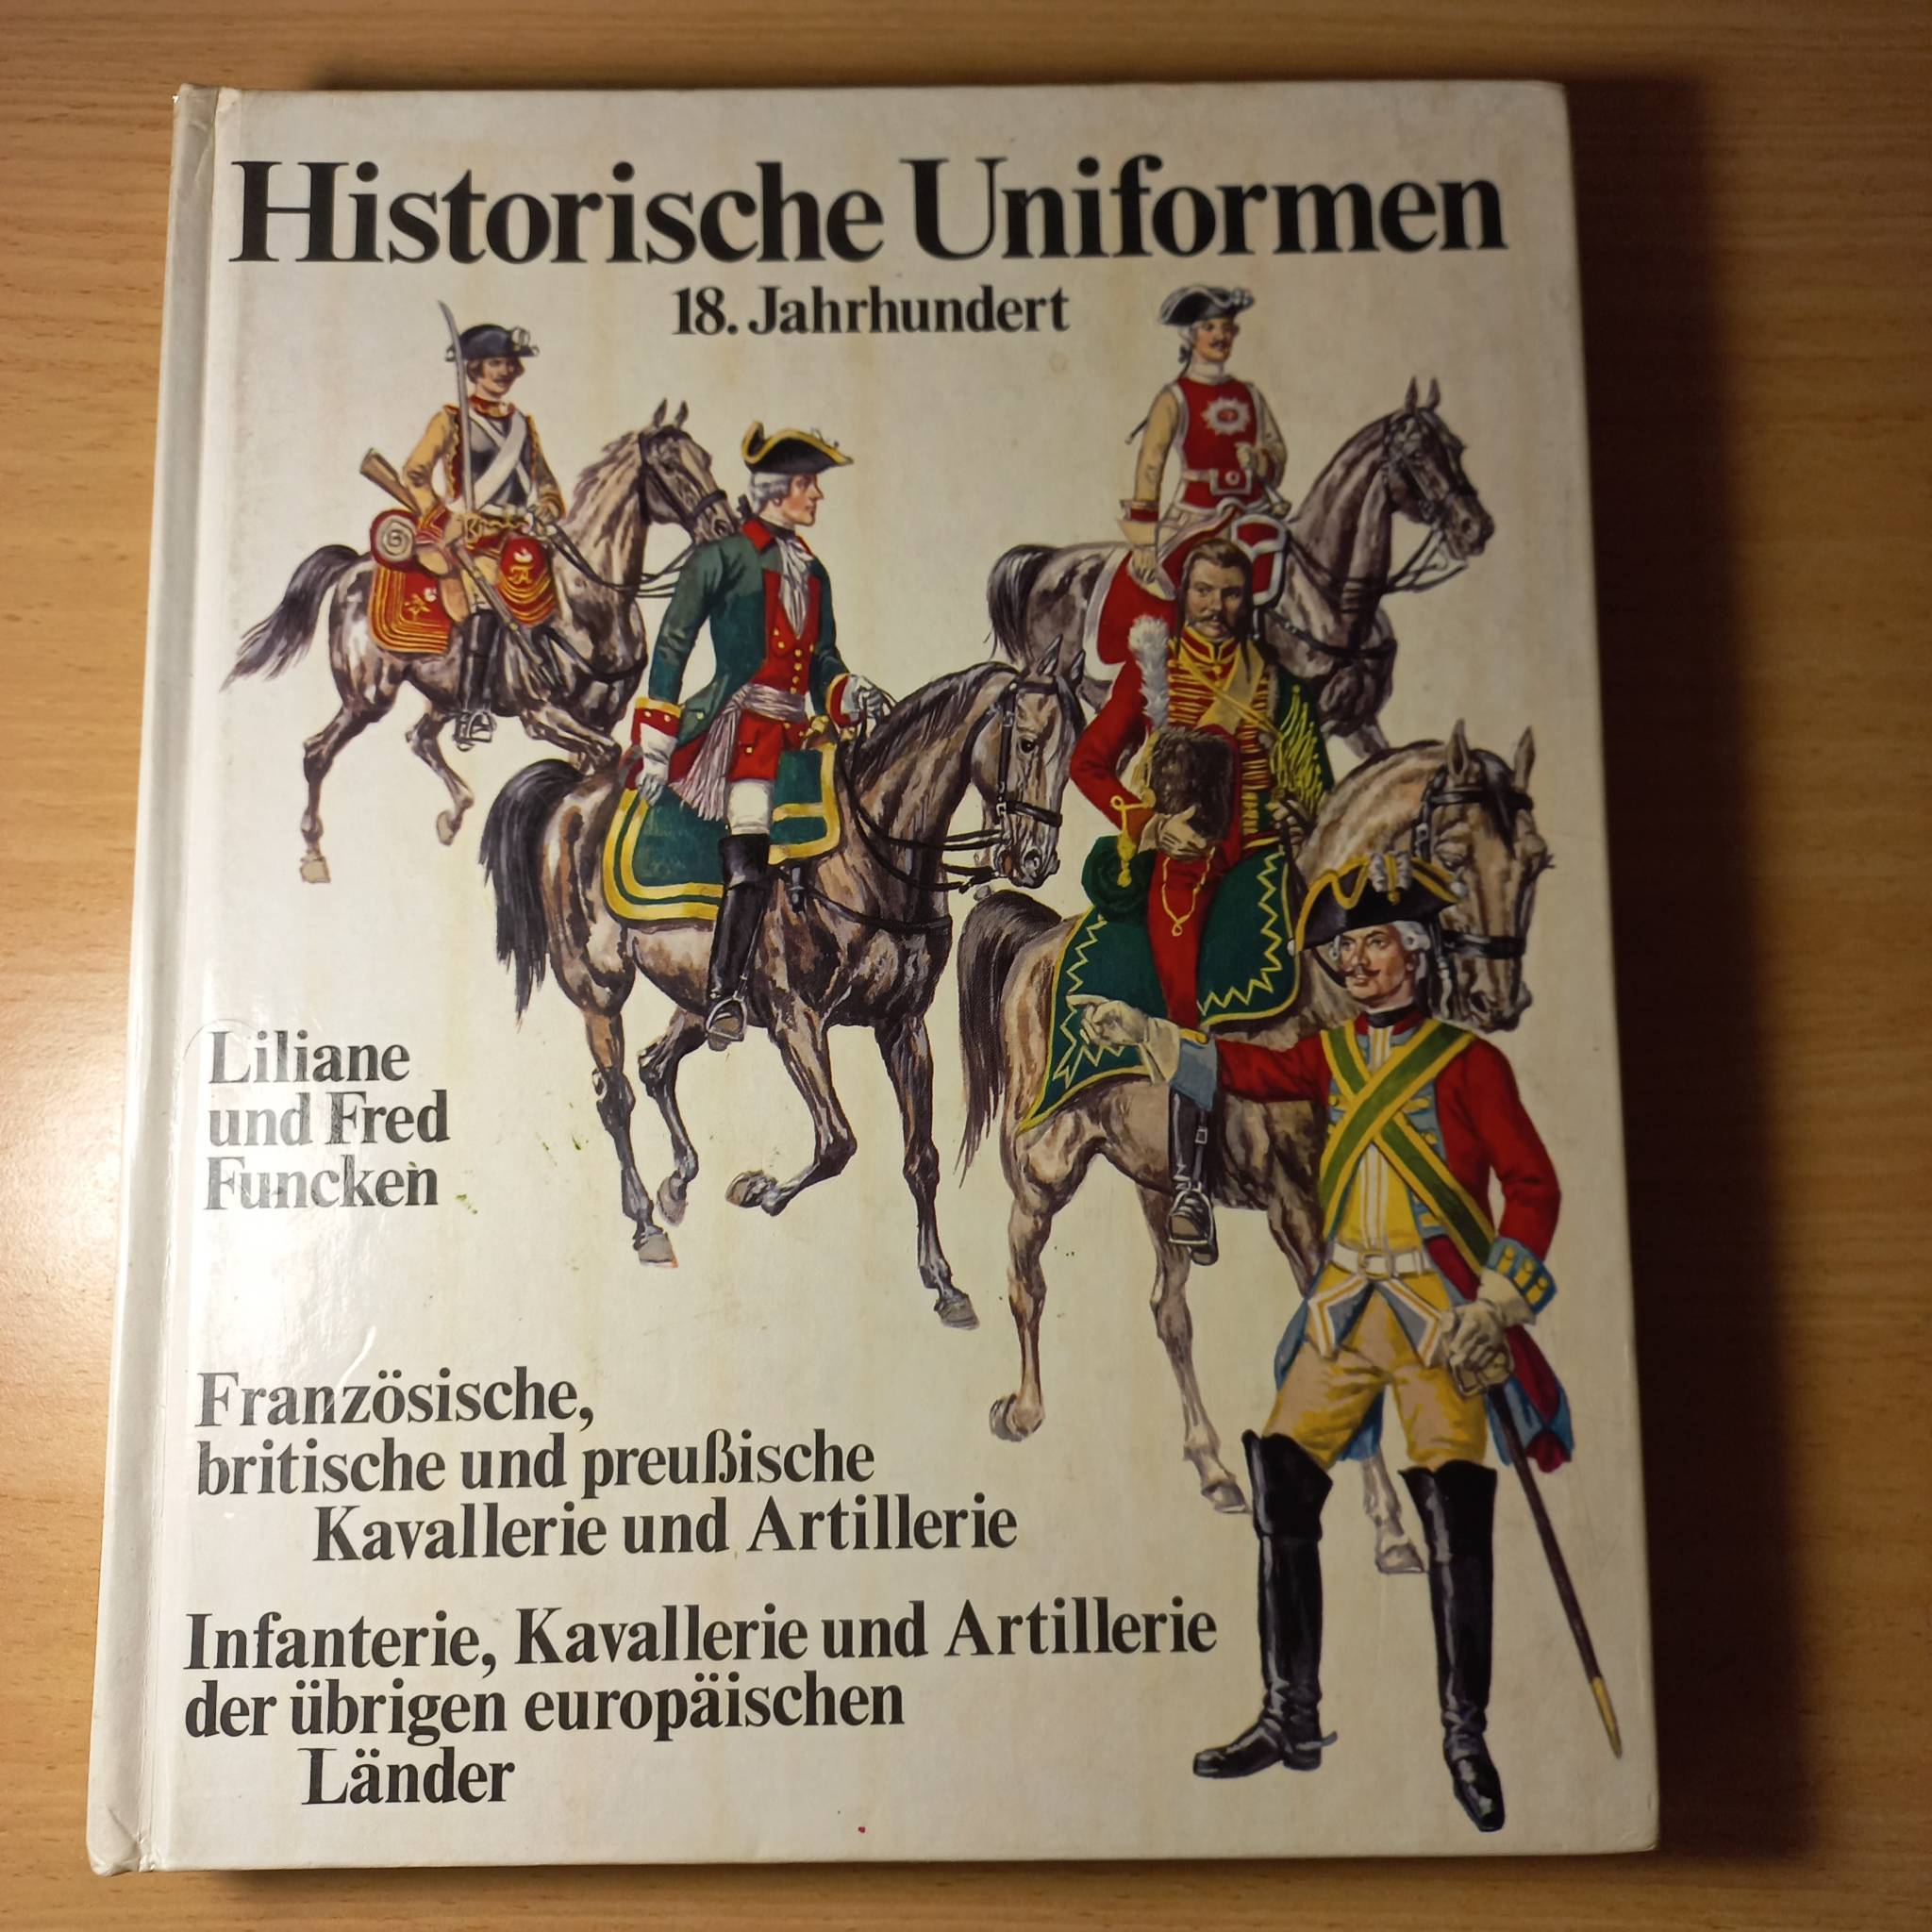 Historische Uniformen
18. Jahrhundert
Liliane
und Fred
Funcken
Französische,
britische und preußische
Kavallerie und Artillerie
Infanterie, Kavallerie und Artillerie
der übrigen europäischen
Länder